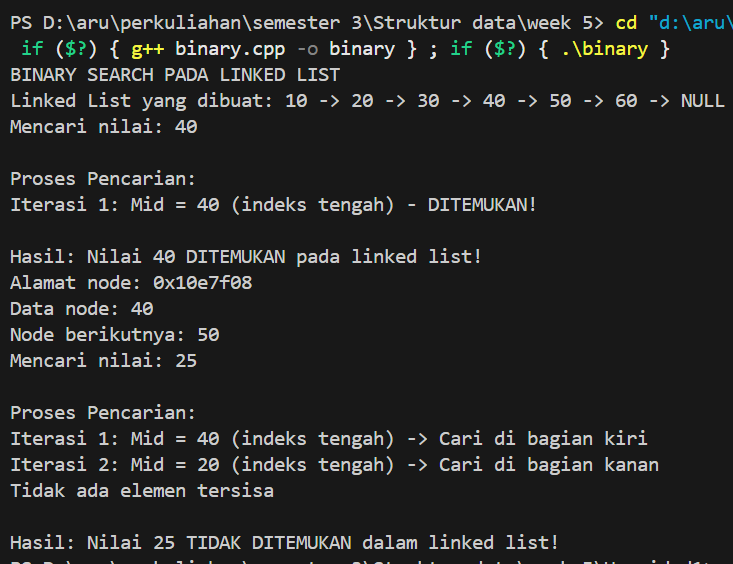 PS D:\aru\perkuliahan\semester 3\Struktur data\week 5> cd "d:\aru\
if ($?) { g++ binary.cpp -o binary } ; if ($?) { .\binary }
BINARY SEARCH PADA LINKED LIST
Linked List yang dibuat: 10 -> 20 -> 30 -> 40 -> 50 -> 60 -> NULL
Mencari nilai: 40
Proses Pencarian:
Iterasi 1: Mid = 40 (indeks tengah) - DITEMUKAN!
Hasil: Nilai 40 DITEMUKAN pada linked list!
Alamat node: 0x10e7f08
Data node: 40
Node berikutnya: 50
Mencari nilai: 25
Proses Pencarian:
Iterasi 1: Mid = 40 (indeks tengah) -> Cari di bagian kiri
Iterasi 2: Mid = 20 (indeks tengah) -> Cari di bagian kanan
Tidak ada elemen tersisa
Hasil: Nilai 25 TIDAK DITEMUKAN dalam linked list!